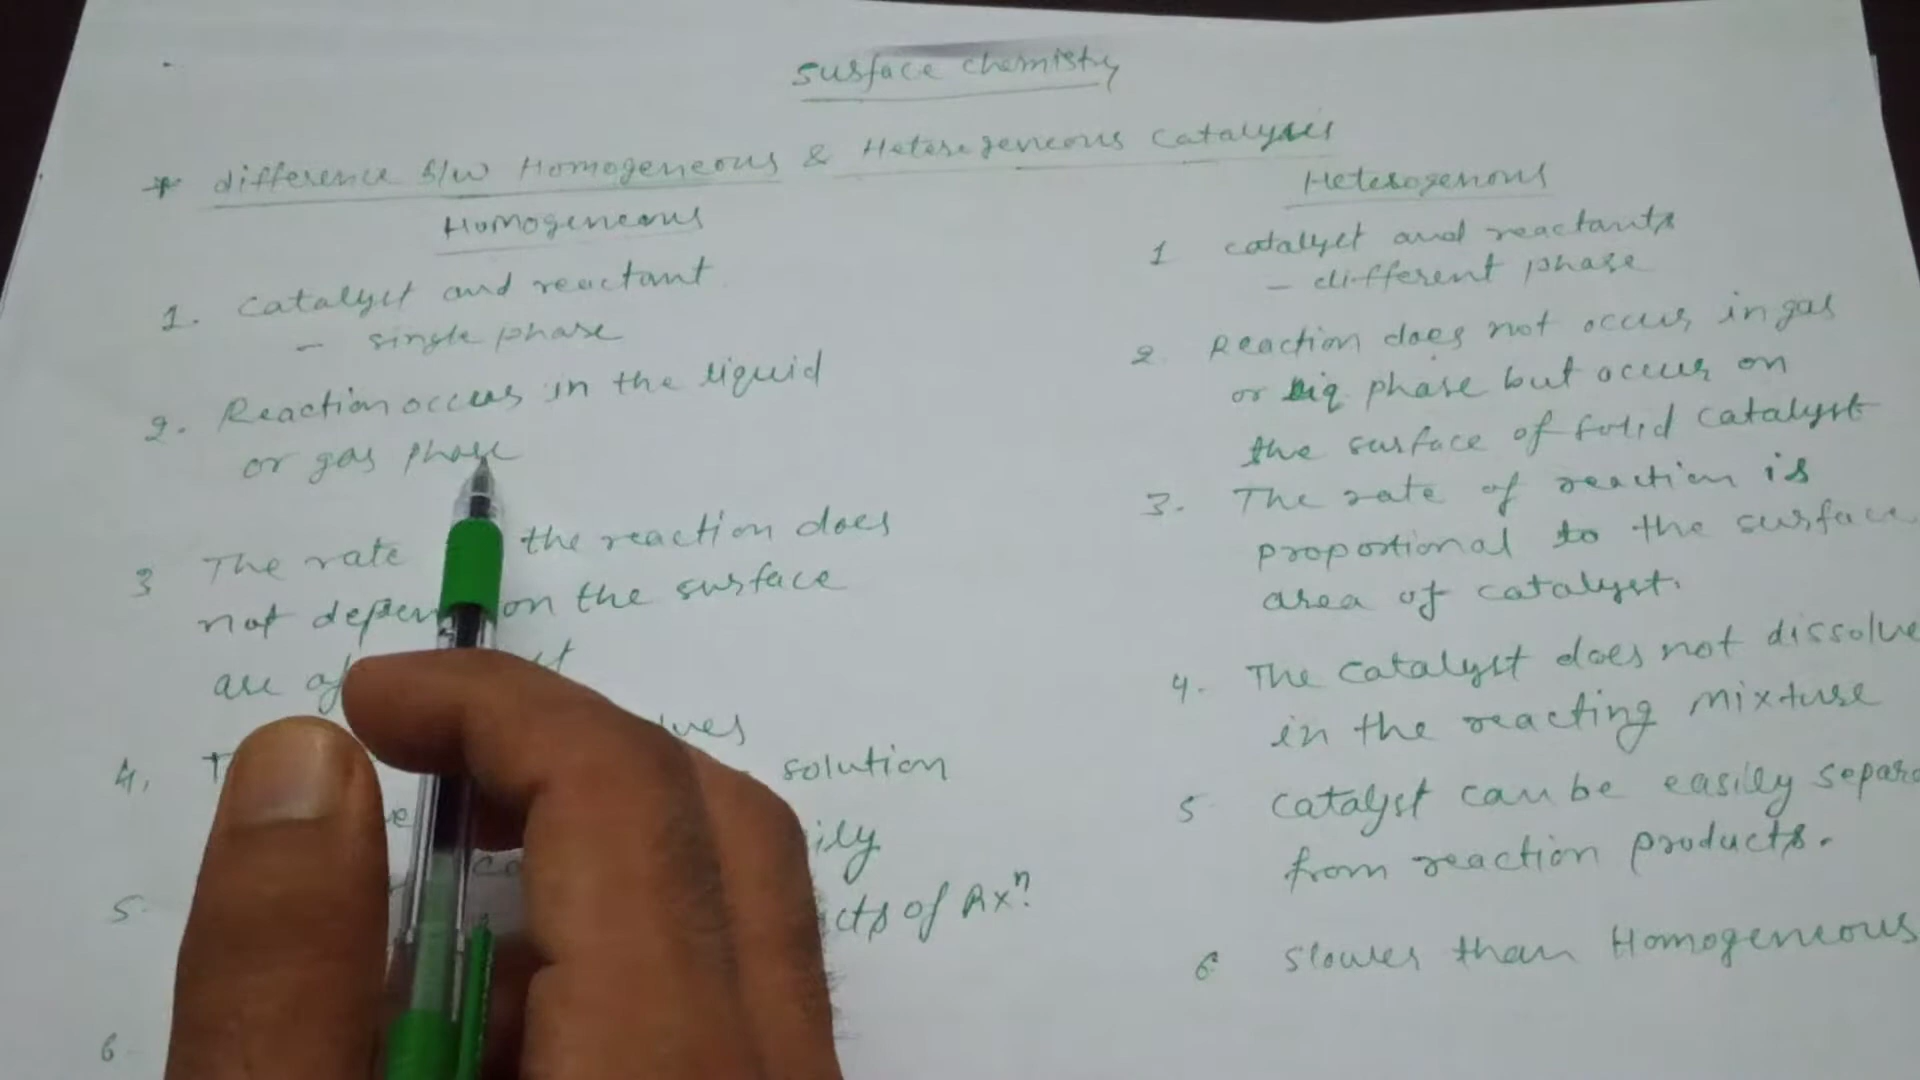 Surface chemistry
* difference b/w Homogeneous & Heterogeneous Catalysis
Homogeneous
1. Catalyst and reactant
- single phase
2. Reaction occurs in the liquid
or gas phase
3 The rate the reaction does
not depen on the surface
are of
4, solution
ily
5. cts of Rxn?
6
Heterogenous
1 catalyst and reactants
- different phase
2 Reaction does not occur in gas
or liq phase but occur on
the surface of solid catalyst
3. The rate of reaction is
proportional to the surface
area of catalyst.
4. The Catalyst does not dissolve
in the reacting mixture
5 Catalyst can be easily separa
from reaction products.
6 slower than Homogeneous